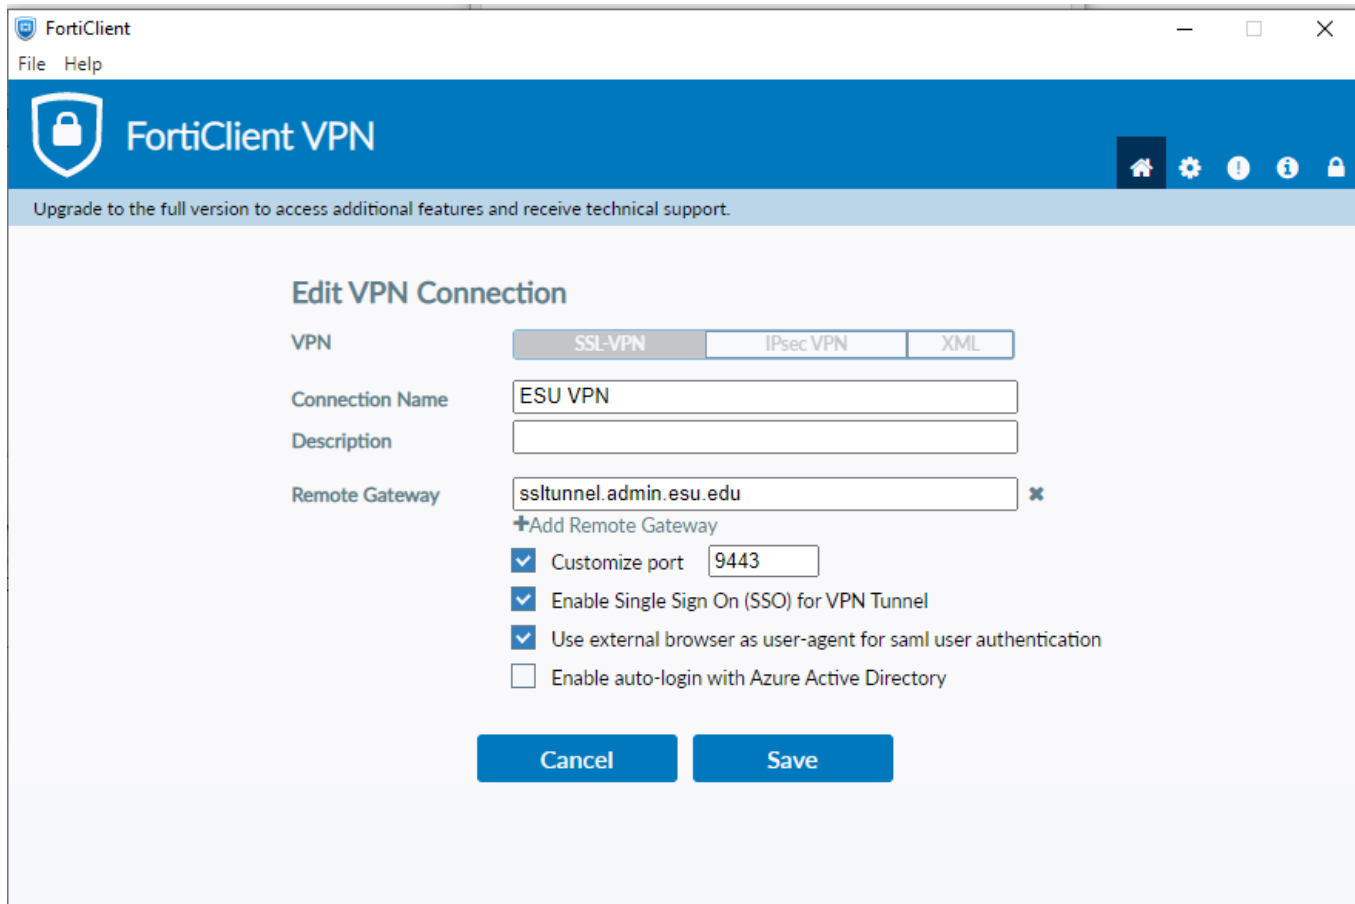 FortiClient
File Help
FortiClient VPN
Upgrade to the full version to access additional features and receive technical support.
Edit VPN Connection
VPN SSL-VPN IPsec VPN XML
Connection Name ESU VPN
Description
Remote Gateway ssltunnel.admin.esu.edu
+Add Remote Gateway
Customize port 9443
Enable Single Sign On (SSO) for VPN Tunnel
Use external browser as user-agent for saml user authentication
Enable auto-login with Azure Active Directory
Cancel Save